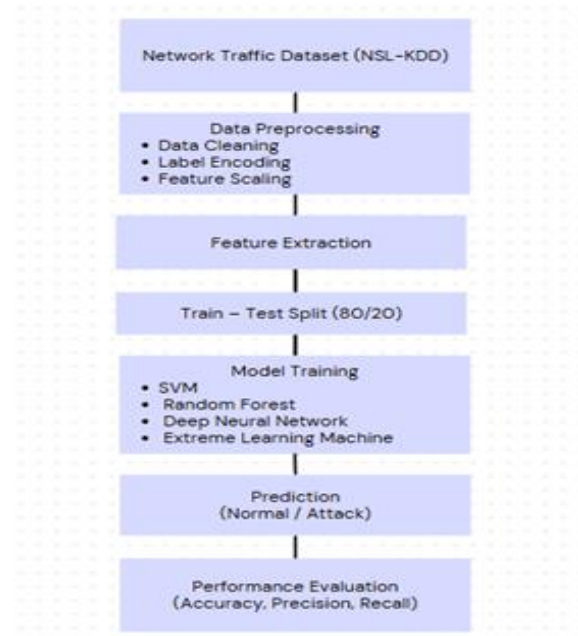 Network Traffic Dataset (NSL-KDD)
Data Preprocessing
• Data Cleaning
• Label Encoding
• Feature Scaling
Feature Extraction
Train – Test Split (80/20)
Model Training
• SVM
• Random Forest
• Deep Neural Network
• Extreme Learning Machine
Prediction
(Normal / Attack)
Performance Evaluation
(Accuracy, Precision, Recall)